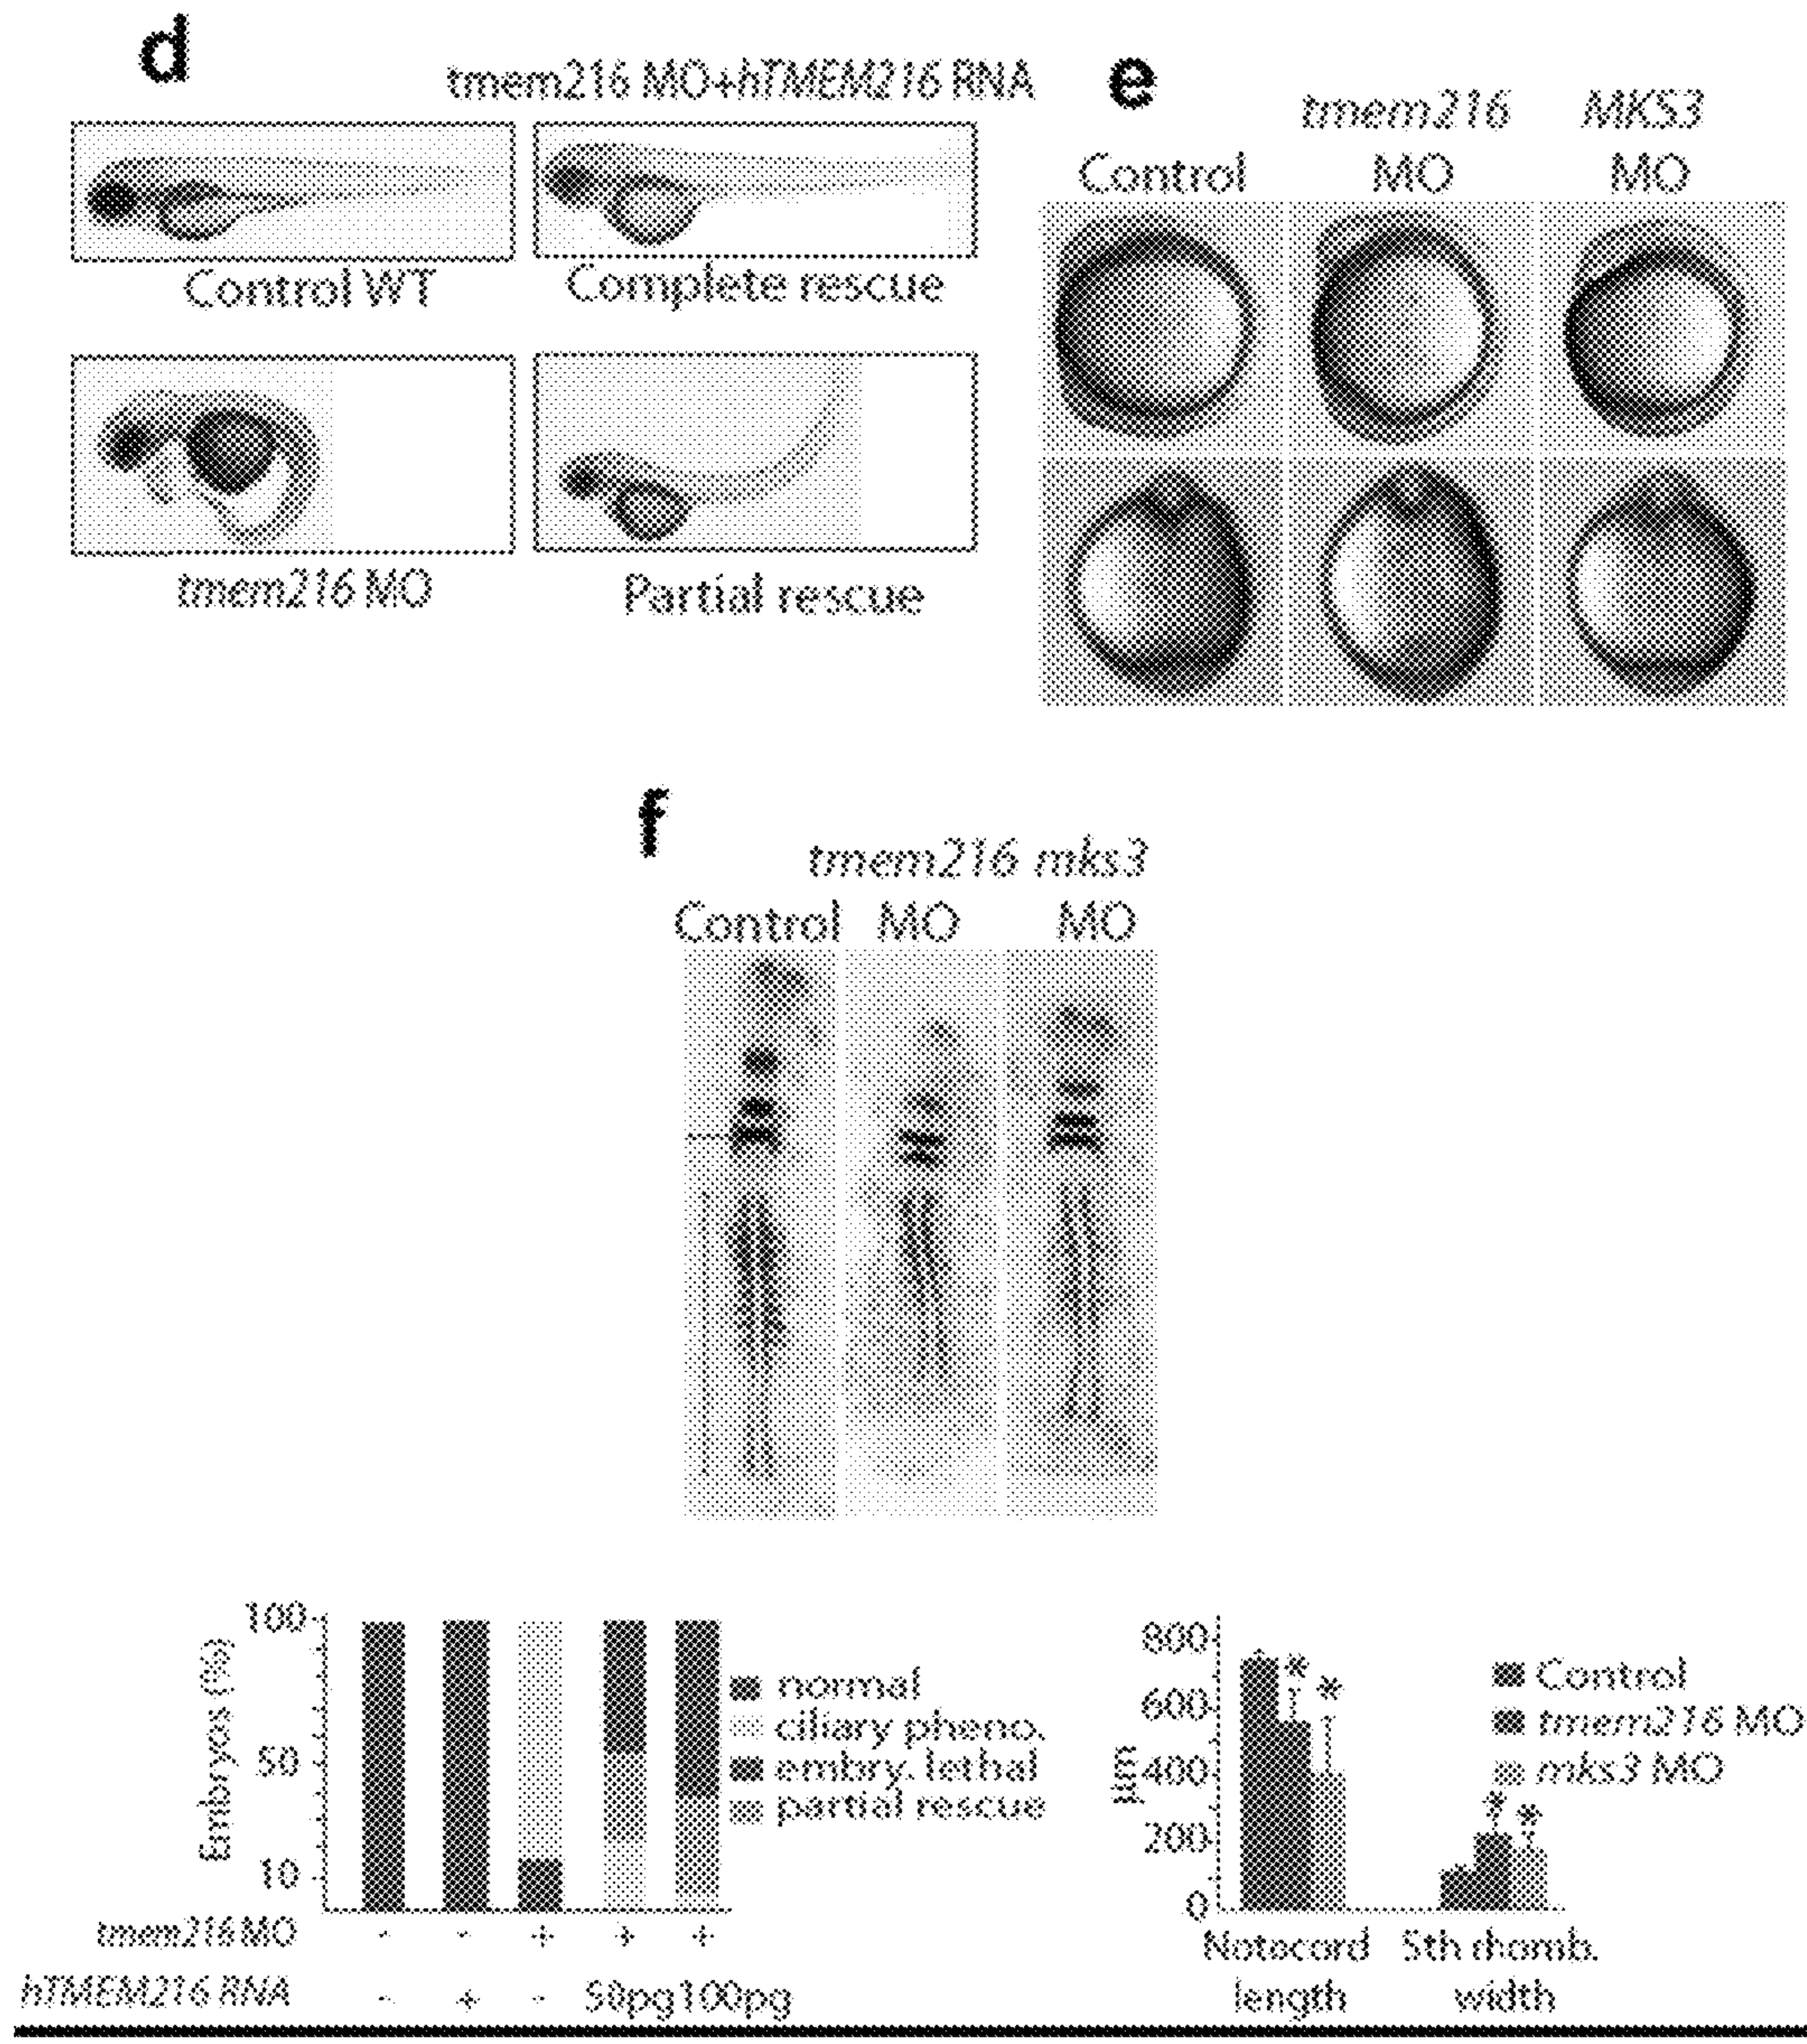 d
tmem216 MO+hTMEM216 RNA
Control WT
Complete rescue
tmem216 MO
Partial rescue
e
tmem216 MKS3
Control MO MO
f
tmem216 mks3
Control MO MO
100
50
10
Embryos (%)
normal
ciliary pheno.
embry. lethal
partial rescue
tmem216 MO - - + + +
hTMEM216 RNA - + - 50pg 100pg
800
600
400
200
0
µm
* *
* *
Control
tmem216 MO
mks3 MO
Notocord 5th rhomb.
length width